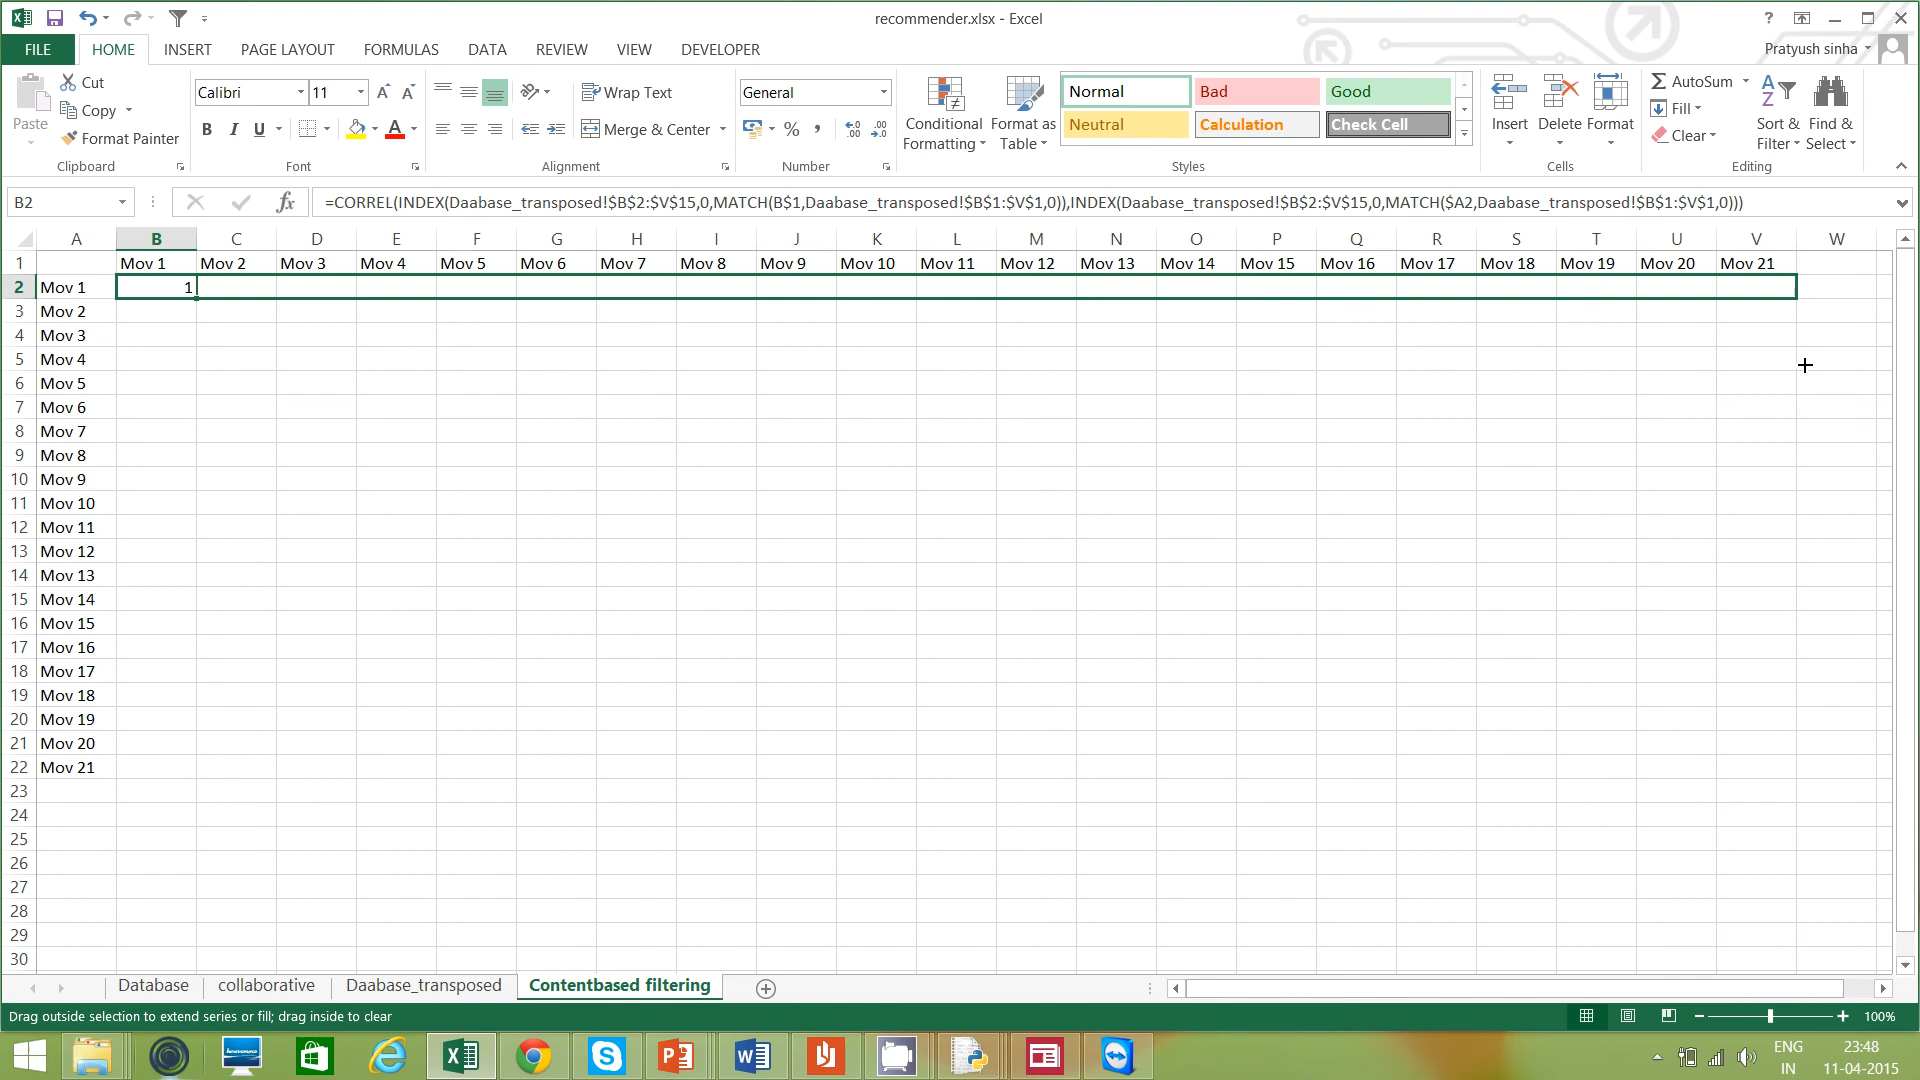 recommender.xlsx - Excel
?
FILE HOME INSERT PAGE LAYOUT FORMULAS DATA REVIEW VIEW DEVELOPER Pratyush sinha
Paste Cut Copy Format Painter
Clipboard
Calibri 11
B I U A
Font
Wrap Text
Merge & Center
Alignment
General
% ,
Number
Conditional Formatting
Format as Table
Normal Bad Good
Neutral Calculation Check Cell
Styles
Insert Delete Format
Cells
AutoSum
Fill
Clear
Sort & Filter
Find & Select
Editing
B2 fx =CORREL(INDEX(Daabase_transposed!$B$2:$V$15,0,MATCH(B$1,Daabase_transposed!$B$1:$V$1,0)),INDEX(Daabase_transposed!$B$2:$V$15,0,MATCH($A2,Daabase_transposed!$B$1:$V$1,0)))
A B C D E F G H I J K L M N O P Q R S T U V W
1 Mov 1 Mov 2 Mov 3 Mov 4 Mov 5 Mov 6 Mov 7 Mov 8 Mov 9 Mov 10 Mov 11 Mov 12 Mov 13 Mov 14 Mov 15 Mov 16 Mov 17 Mov 18 Mov 19 Mov 20 Mov 21
2 Mov 1 1
3 Mov 2
4 Mov 3
5 Mov 4
6 Mov 5
7 Mov 6
8 Mov 7
9 Mov 8
10 Mov 9
11 Mov 10
12 Mov 11
13 Mov 12
14 Mov 13
15 Mov 14
16 Mov 15
17 Mov 16
18 Mov 17
19 Mov 18
20 Mov 19
21 Mov 20
22 Mov 21
23
24
25
26
27
28
29
30
Database collaborative Daabase_transposed Contentbased filtering
Drag outside selection to extend series or fill; drag inside to clear 100%
ENG 23:48
IN 11-04-2015